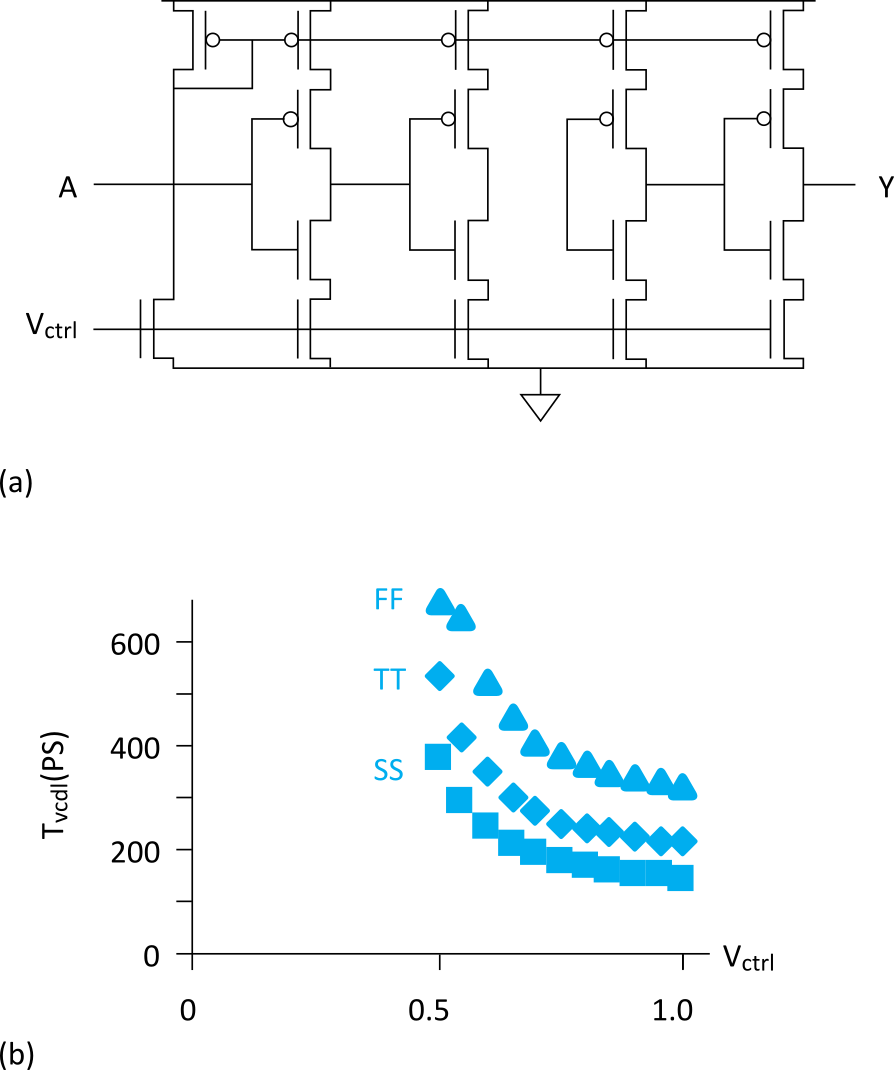 A
Y
Vctrl
(a)
FF
600
TT
400
SS
Tvcdl(PS)
200
0
Vctrl
0 0.5 1.0
(b)